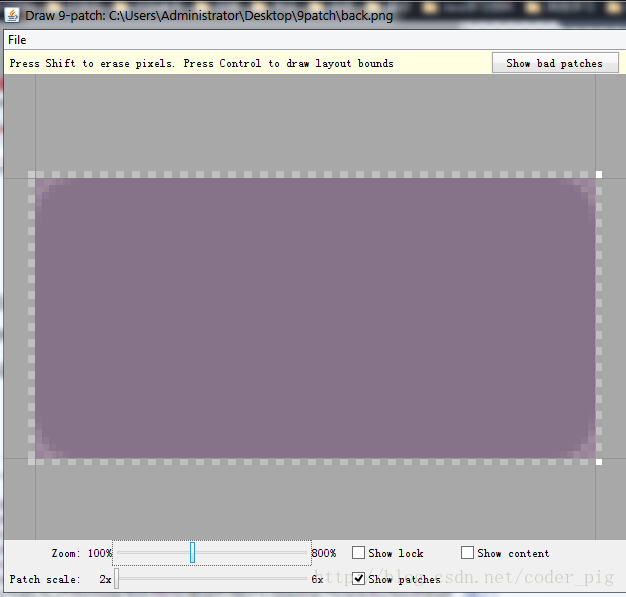 Draw 9-patch: C:\Users\Administrator\Desktop\9patch\back.png
File
Press Shift to erase pixels. Press Control to draw layout bounds
Show bad patches
Zoom: 100% 800% Show lock Show content
Patch scale: 2x 6x Show patches
http://blog.csdn.net/coder_pig